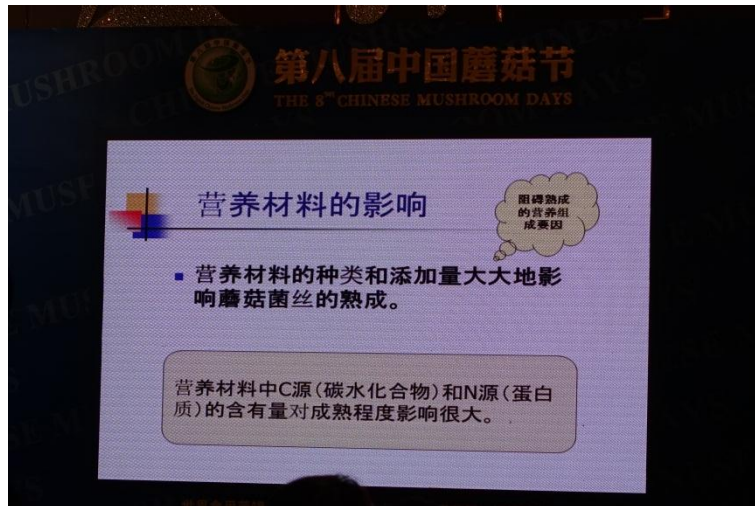 第八届中国蘑菇节
THE 8TH CHINESE MUSHROOM DAYS
营养材料的影响
阻碍熟成
的营养组
成要因
营养材料的种类和添加量大大地影
响蘑菇菌丝的熟成。
营养材料中C源(碳水化合物)和N源(蛋白
质)的含有量对成熟程度影响很大。